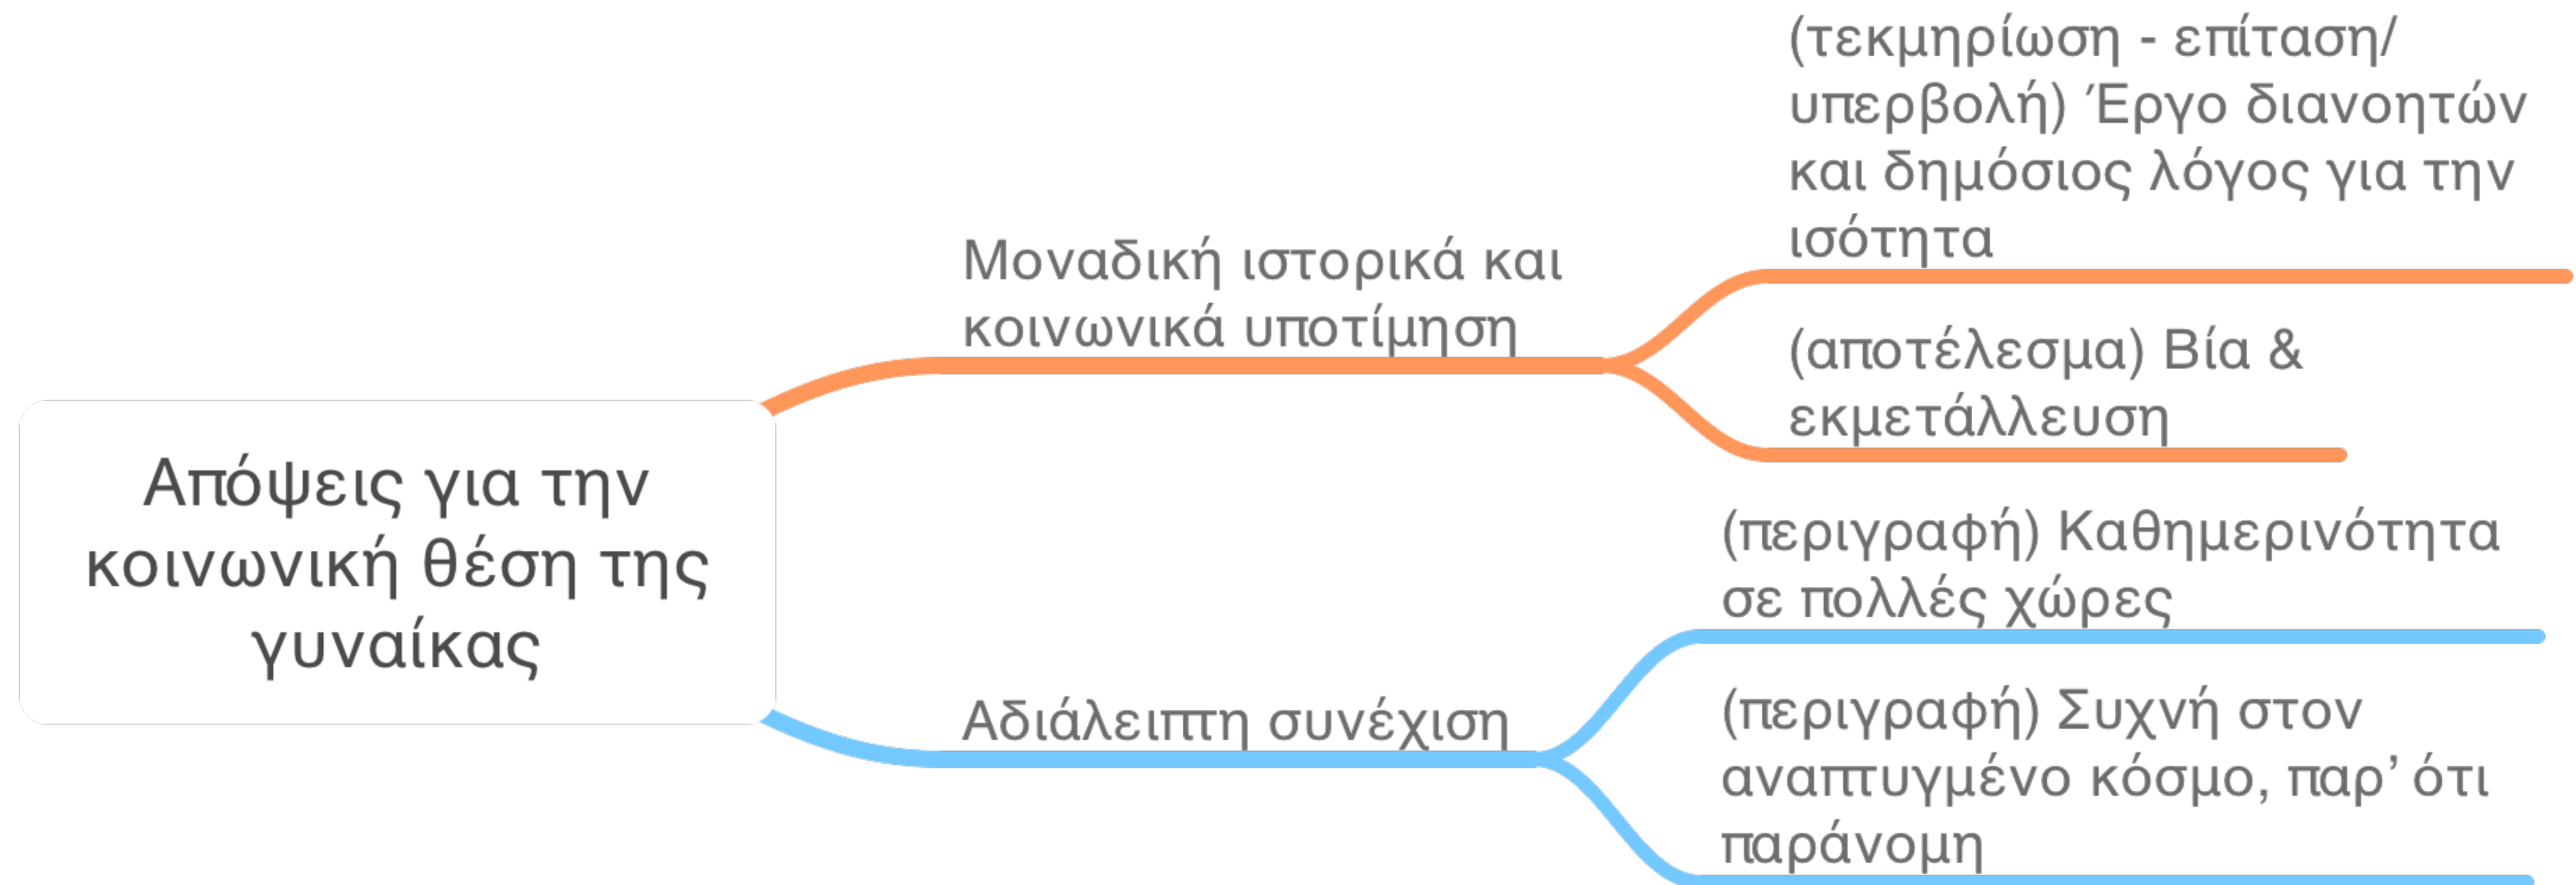 Απόψεις για την
κοινωνική θέση της
γυναίκας
Μοναδική ιστορικά και
κοινωνικά υποτίμηση
(τεκμηρίωση - επίταση/
υπερβολή) Έργο διανοητών
και δημόσιος λόγος για την
ισότητα
(αποτέλεσμα) Βία &
εκμετάλλευση
Αδιάλειπτη συνέχιση
(περιγραφή) Καθημερινότητα
σε πολλές χώρες
(περιγραφή) Συχνή στον
αναπτυγμένο κόσμο, παρ’ ότι
παράνομη